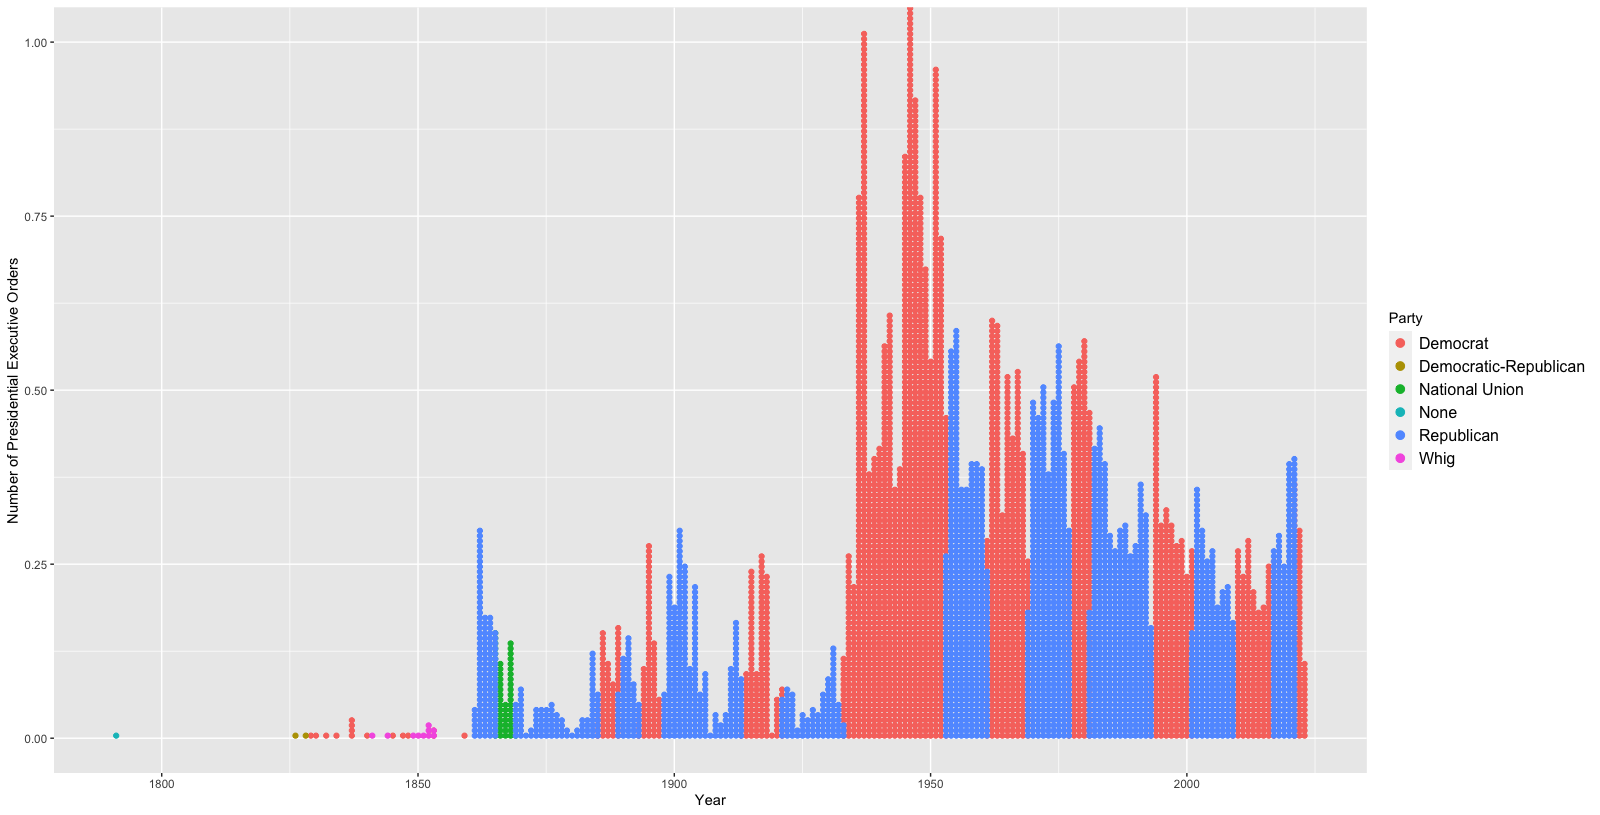 Number of Presidential Executive Orders
1.00
0.75
0.50
0.25
0.00
1800
1850
1900
1950
2000
Year
Party
Democrat
Democratic-Republican
National Union
None
Republican
Whig